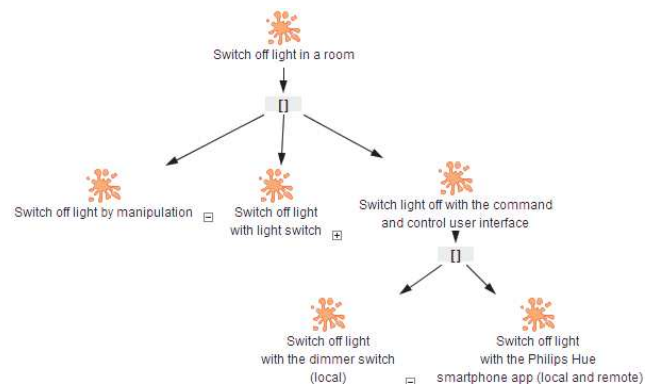 Switch off light in a room
[]
Switch off light by manipulation
Switch off light
with light switch
Switch light off with the command
and control user interface
[]
Switch off light
with the dimmer switch
(local)
Switch off light
with the Philips Hue
smartphone app (local and remote)